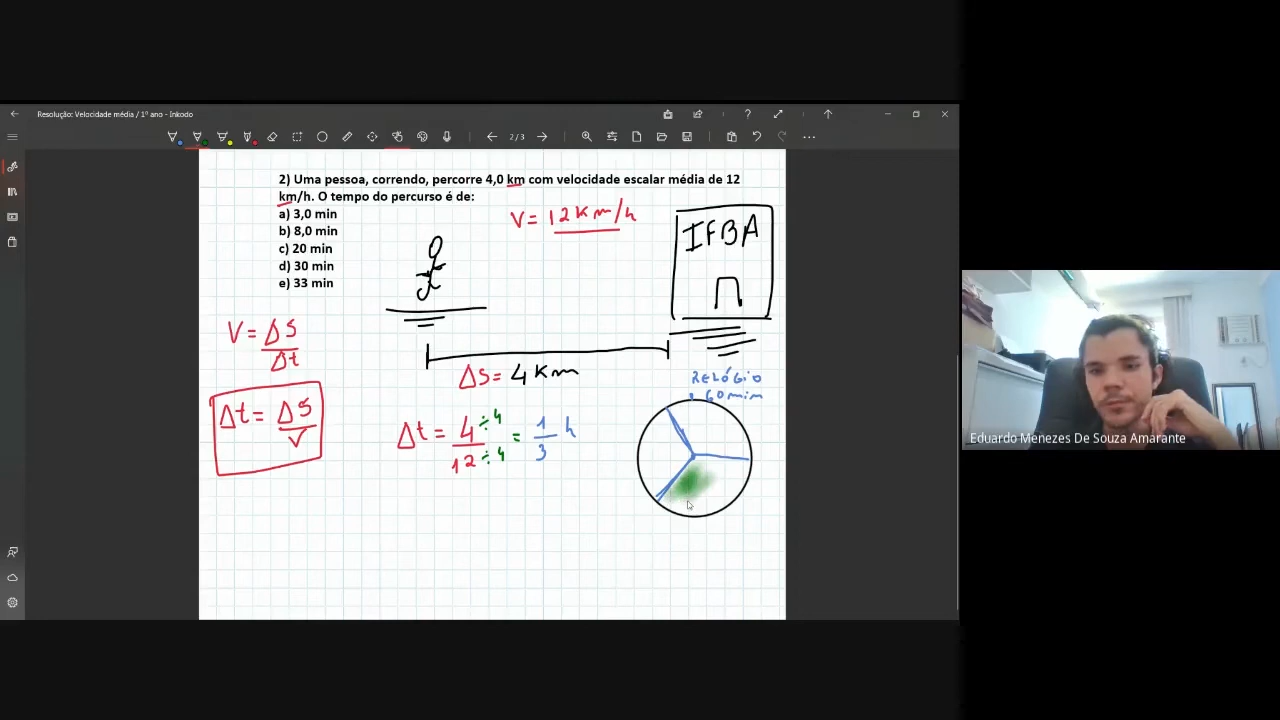 Resolução: Velocidade média / 1º ano - Inkodo
2/3
2) Uma pessoa, correndo, percorre 4,0 km com velocidade escalar média de 12
km/h. O tempo do percurso é de:
a) 3,0 min
b) 8,0 min
c) 20 min
d) 30 min
e) 33 min
V = 12 Km/h
IFBA
V = ΔS
Δt
ΔS = 4 Km
RELÓGIO
60 min
Δt = ΔS
V
Δt = 4 ÷4 = 1 h
12 ÷4 3
Eduardo Menezes De Souza Amarante